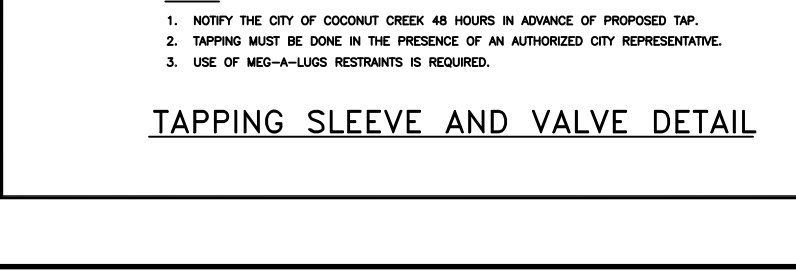 1. NOTIFY THE CITY OF COCONUT CREEK 48 HOURS IN ADVANCE OF PROPOSED TAP.
2. TAPPING MUST BE DONE IN THE PRESENCE OF AN AUTHORIZED CITY REPRESENTATIVE.
3. USE OF MEG-A-LUGS RESTRAINTS IS REQUIRED.
TAPPING SLEEVE AND VALVE DETAIL